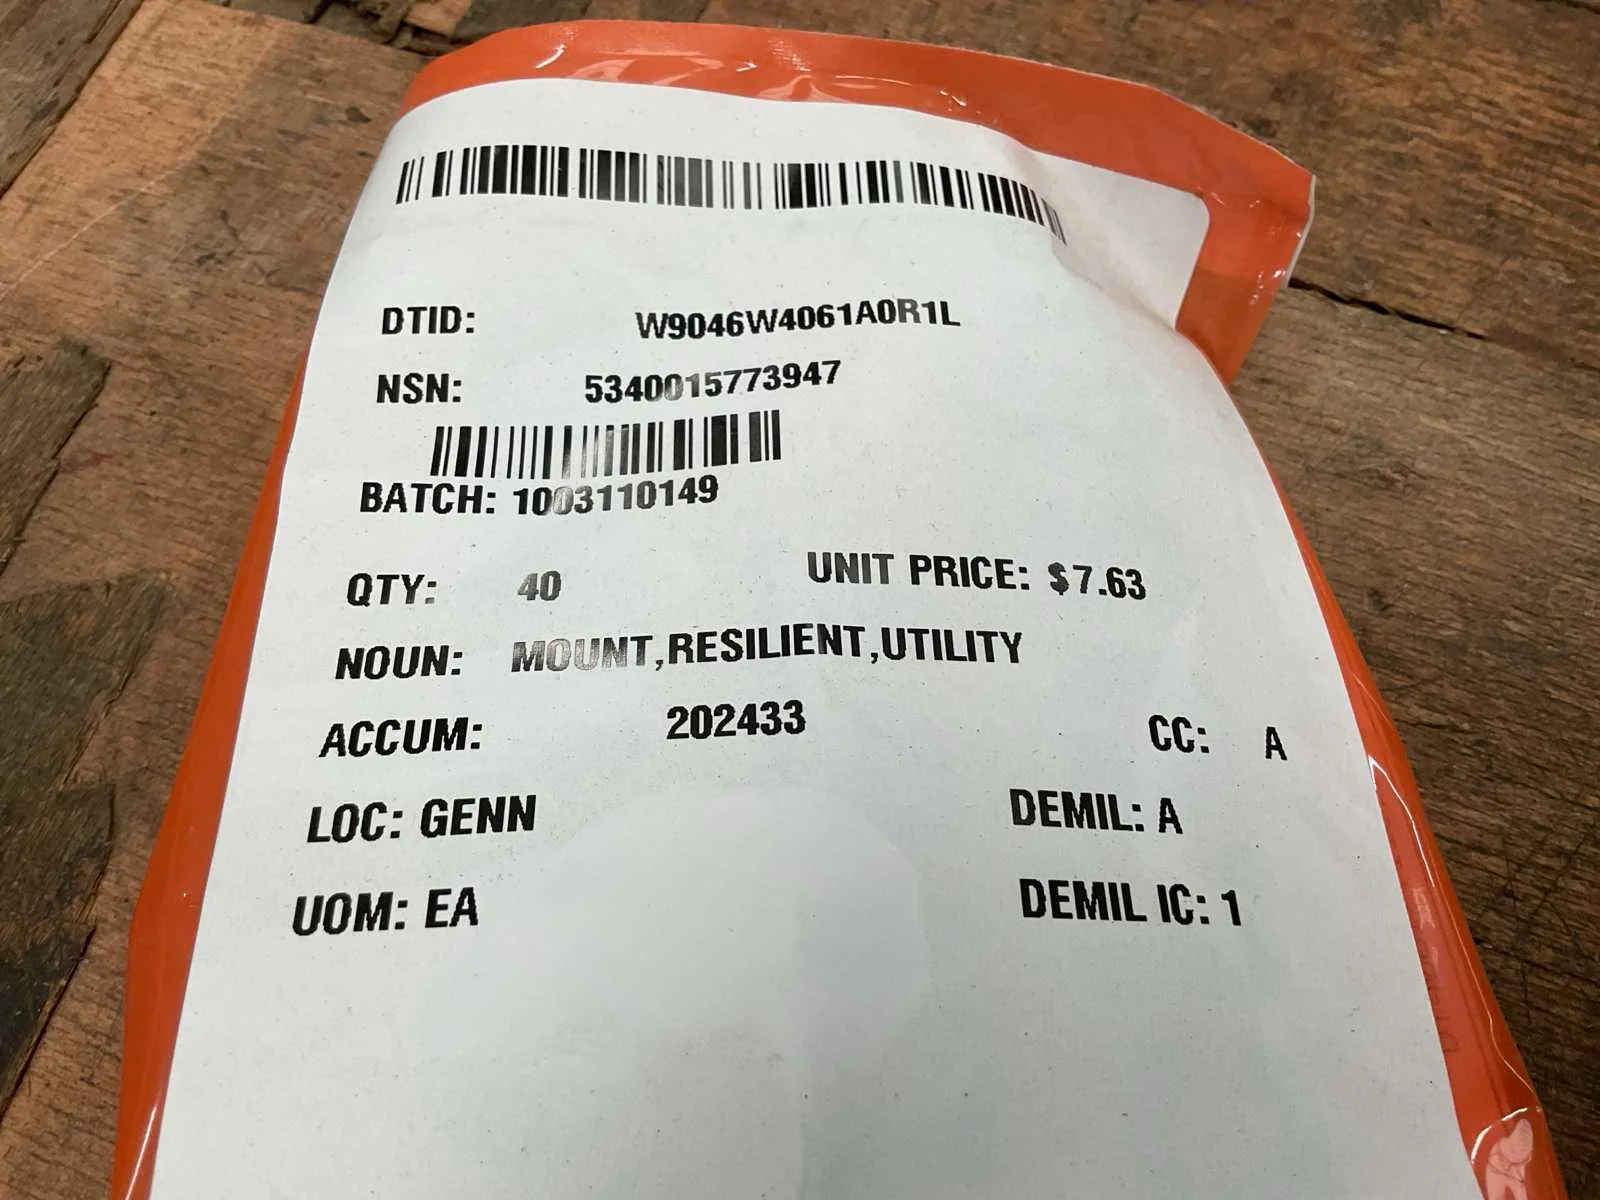 DTID: W9046W4061A0R1L
NSN: 5340015773947
BATCH: 1003110149
QTY: 40 UNIT PRICE: $7.63
NOUN: MOUNT,RESILIENT,UTILITY
ACCUM: 202433 CC: A
LOC: GENN DEMIL: A
UOM: EA DEMIL IC: 1